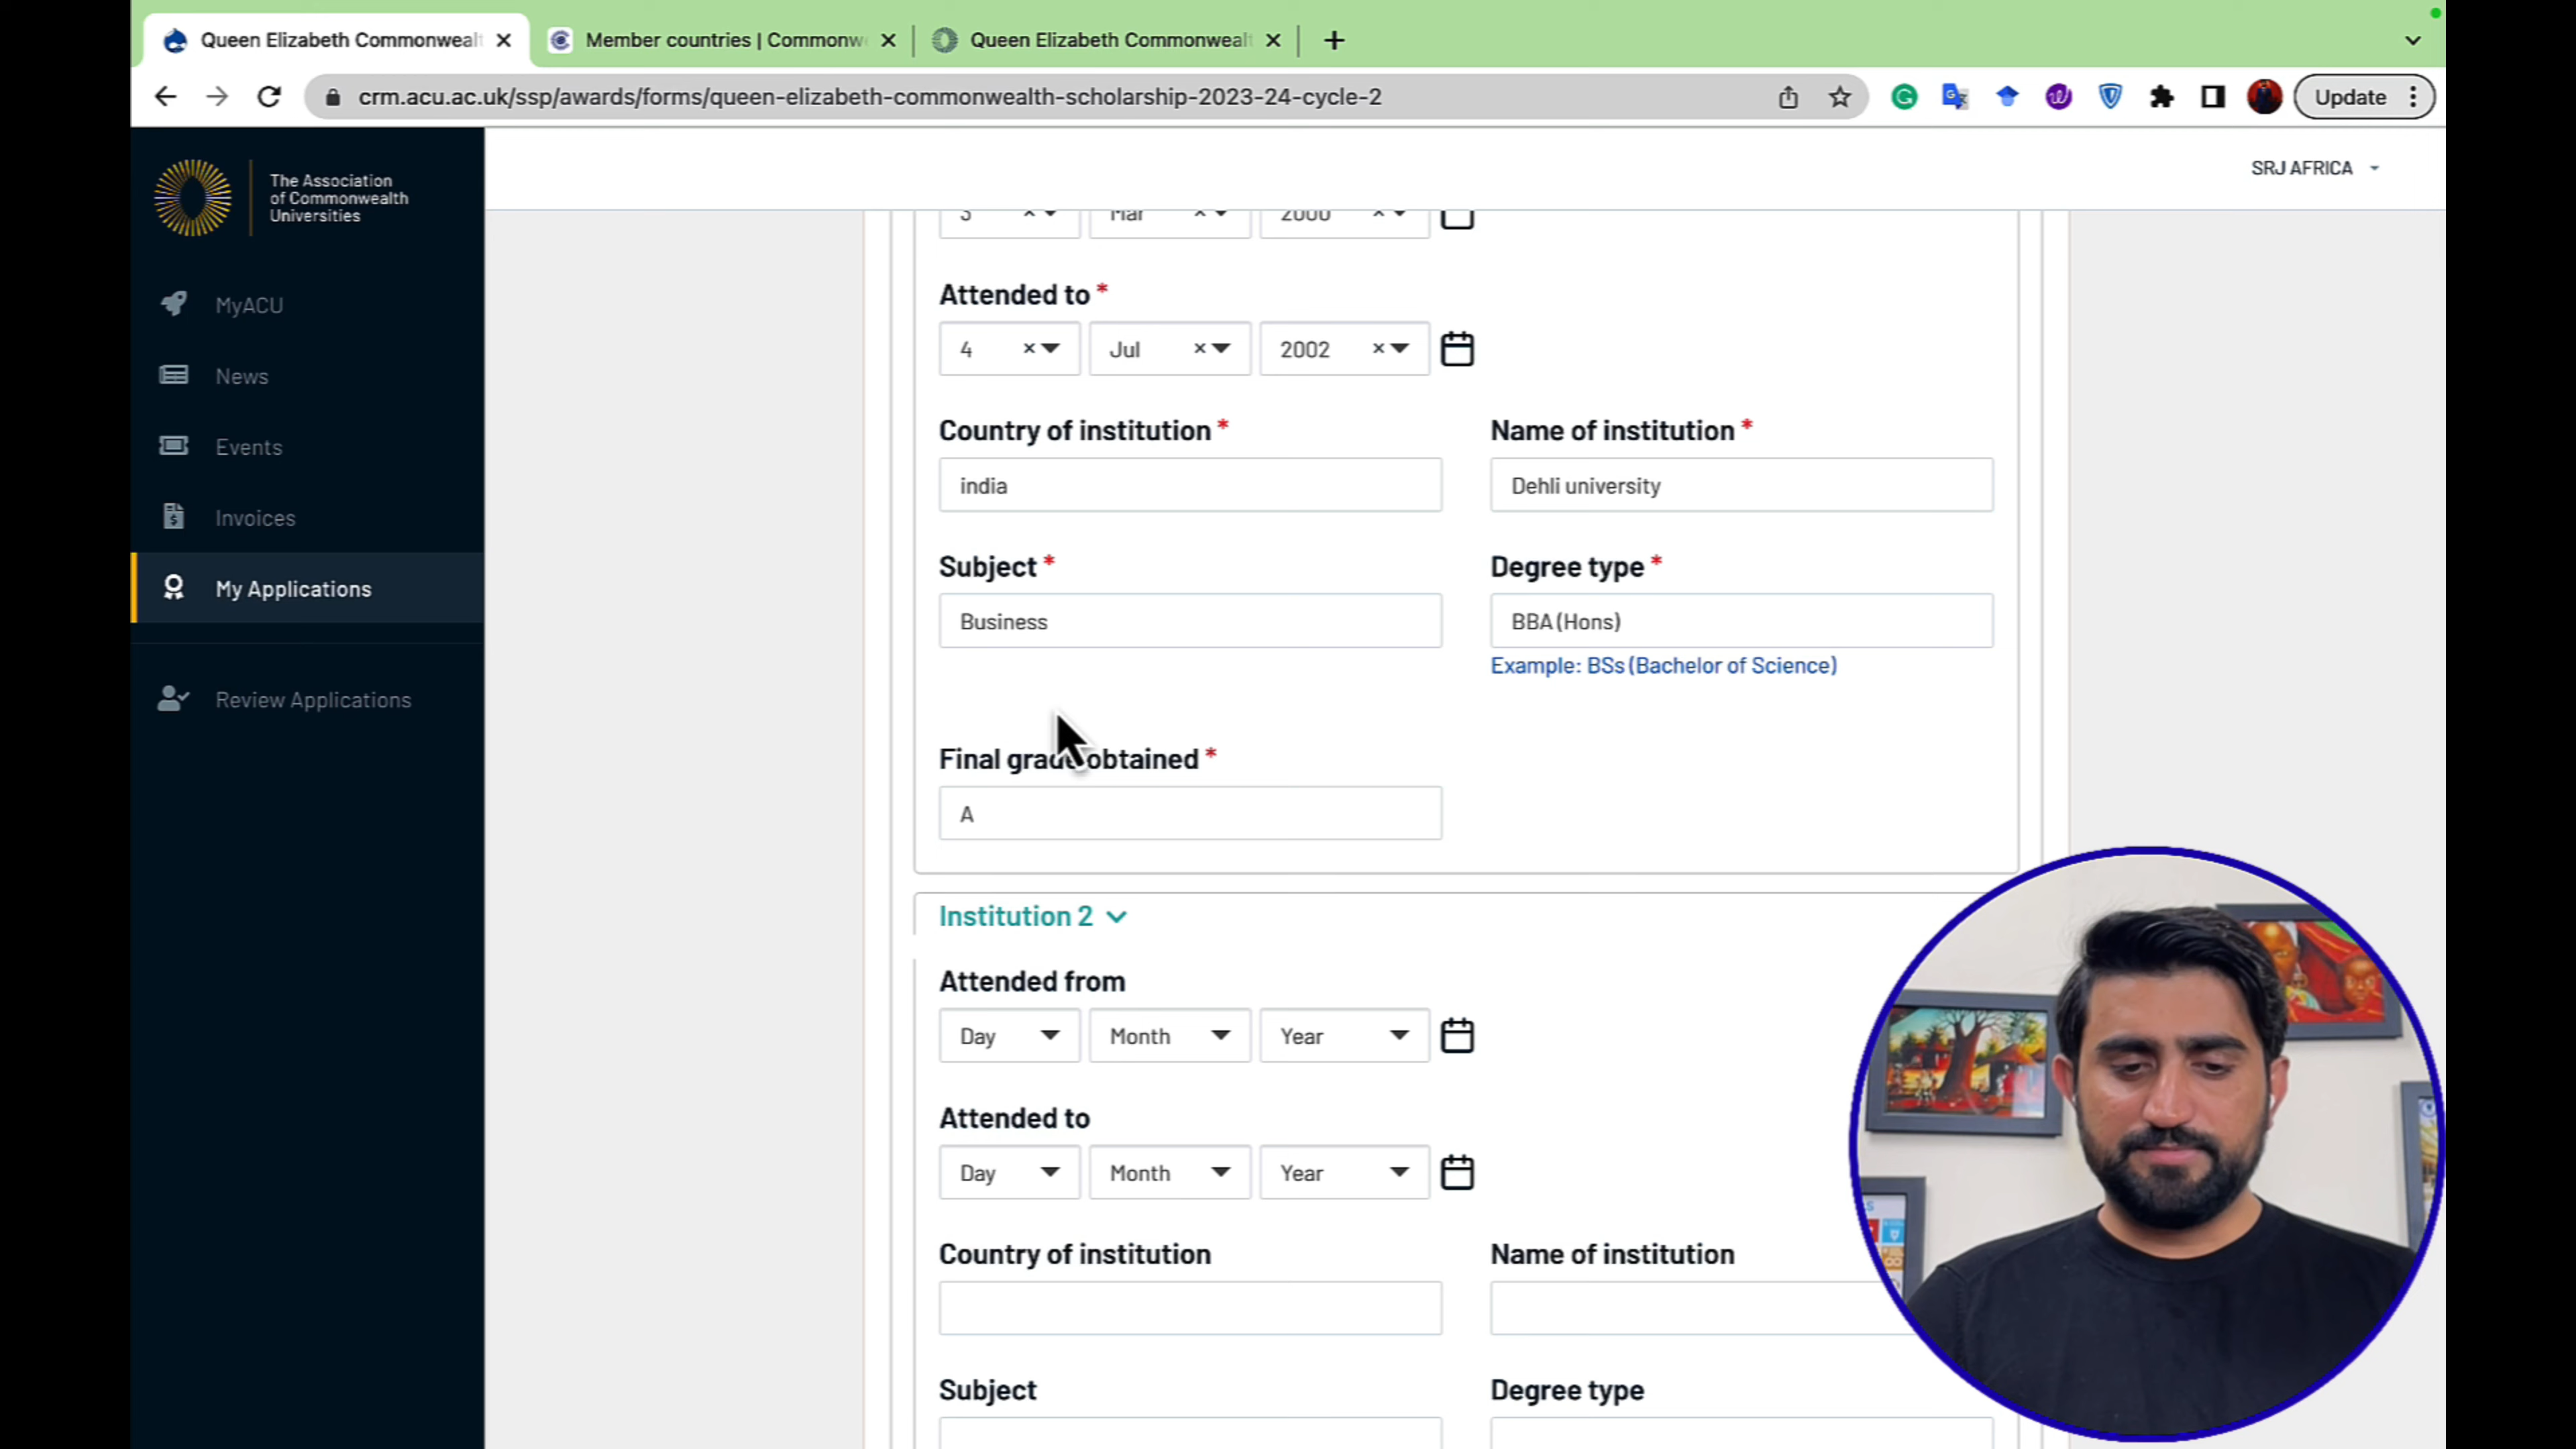 Queen Elizabeth Commonweal
Member countries | Commonw
Queen Elizabeth Commonwealt
crm.acu.ac.uk/ssp/awards/forms/queen-elizabeth-commonwealth-scholarship-2023-24-cycle-2
Update
The Association
of Commonwealth
Universities
SRJ AFRICA
MyACU
News
Events
Invoices
My Applications
Review Applications
3 Mar 2000
Attended to *
4 Jul 2002
Country of institution * Name of institution *
india Dehli university
Subject * Degree type *
Business BBA (Hons)
Example: BSs (Bachelor of Science)
Final grade obtained *
A
Institution 2
Attended from
Day Month Year
Attended to
Day Month Year
Country of institution Name of institution
Subject Degree type